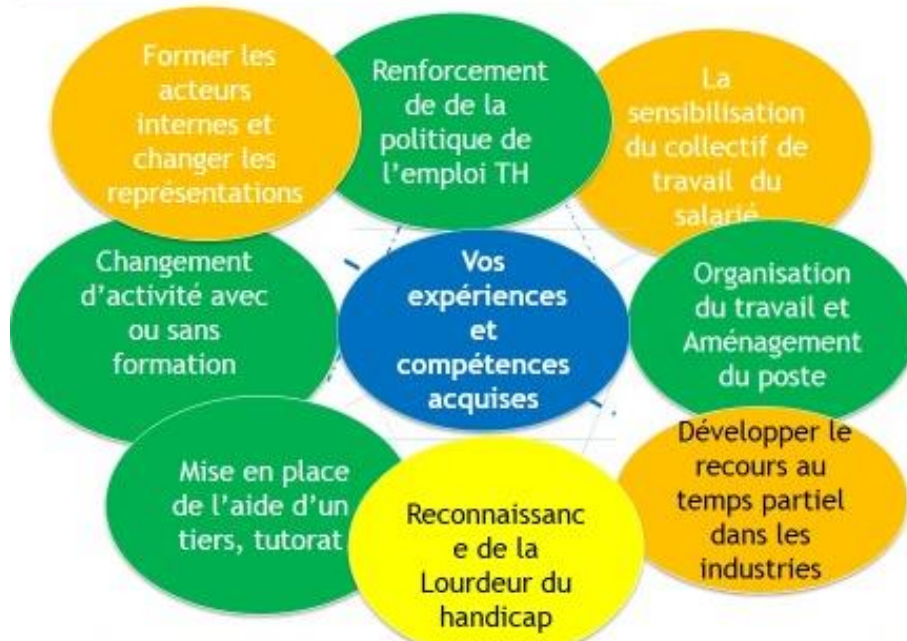 Former les
acteurs
internes et
changer les
représentations
Renforcement
de de la
politique de
l'emploi TH
La
sensibilisation
du collectif de
travail du
salarié
Changement
d'activité avec
ou sans
formation
Vos
expériences
et
compétences
acquises
Organisation
du travail et
Aménagement
du poste
Mise en place
de l'aide d'un
tiers, tutorat
Reconnaissanc
e de la
Lourdeur du
handicap
Développer le
recours au
temps partiel
dans les
industries